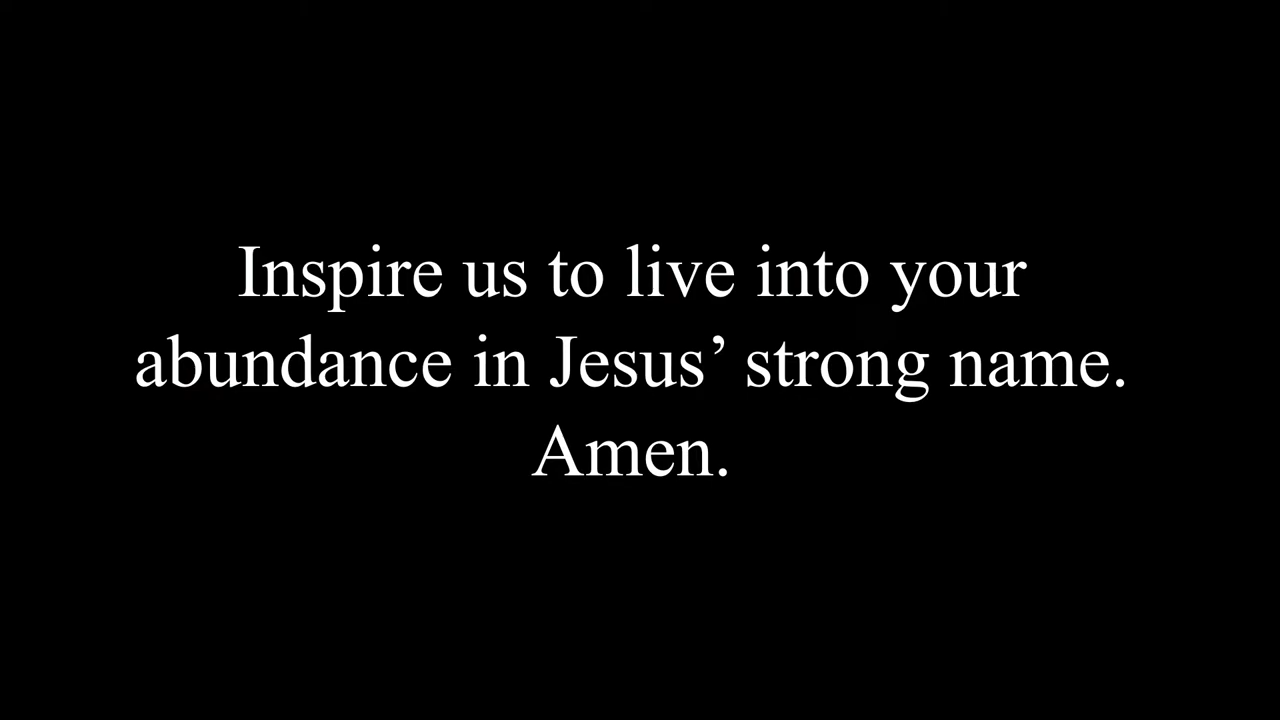 Inspire us to live into your
abundance in Jesus’ strong name.
Amen.